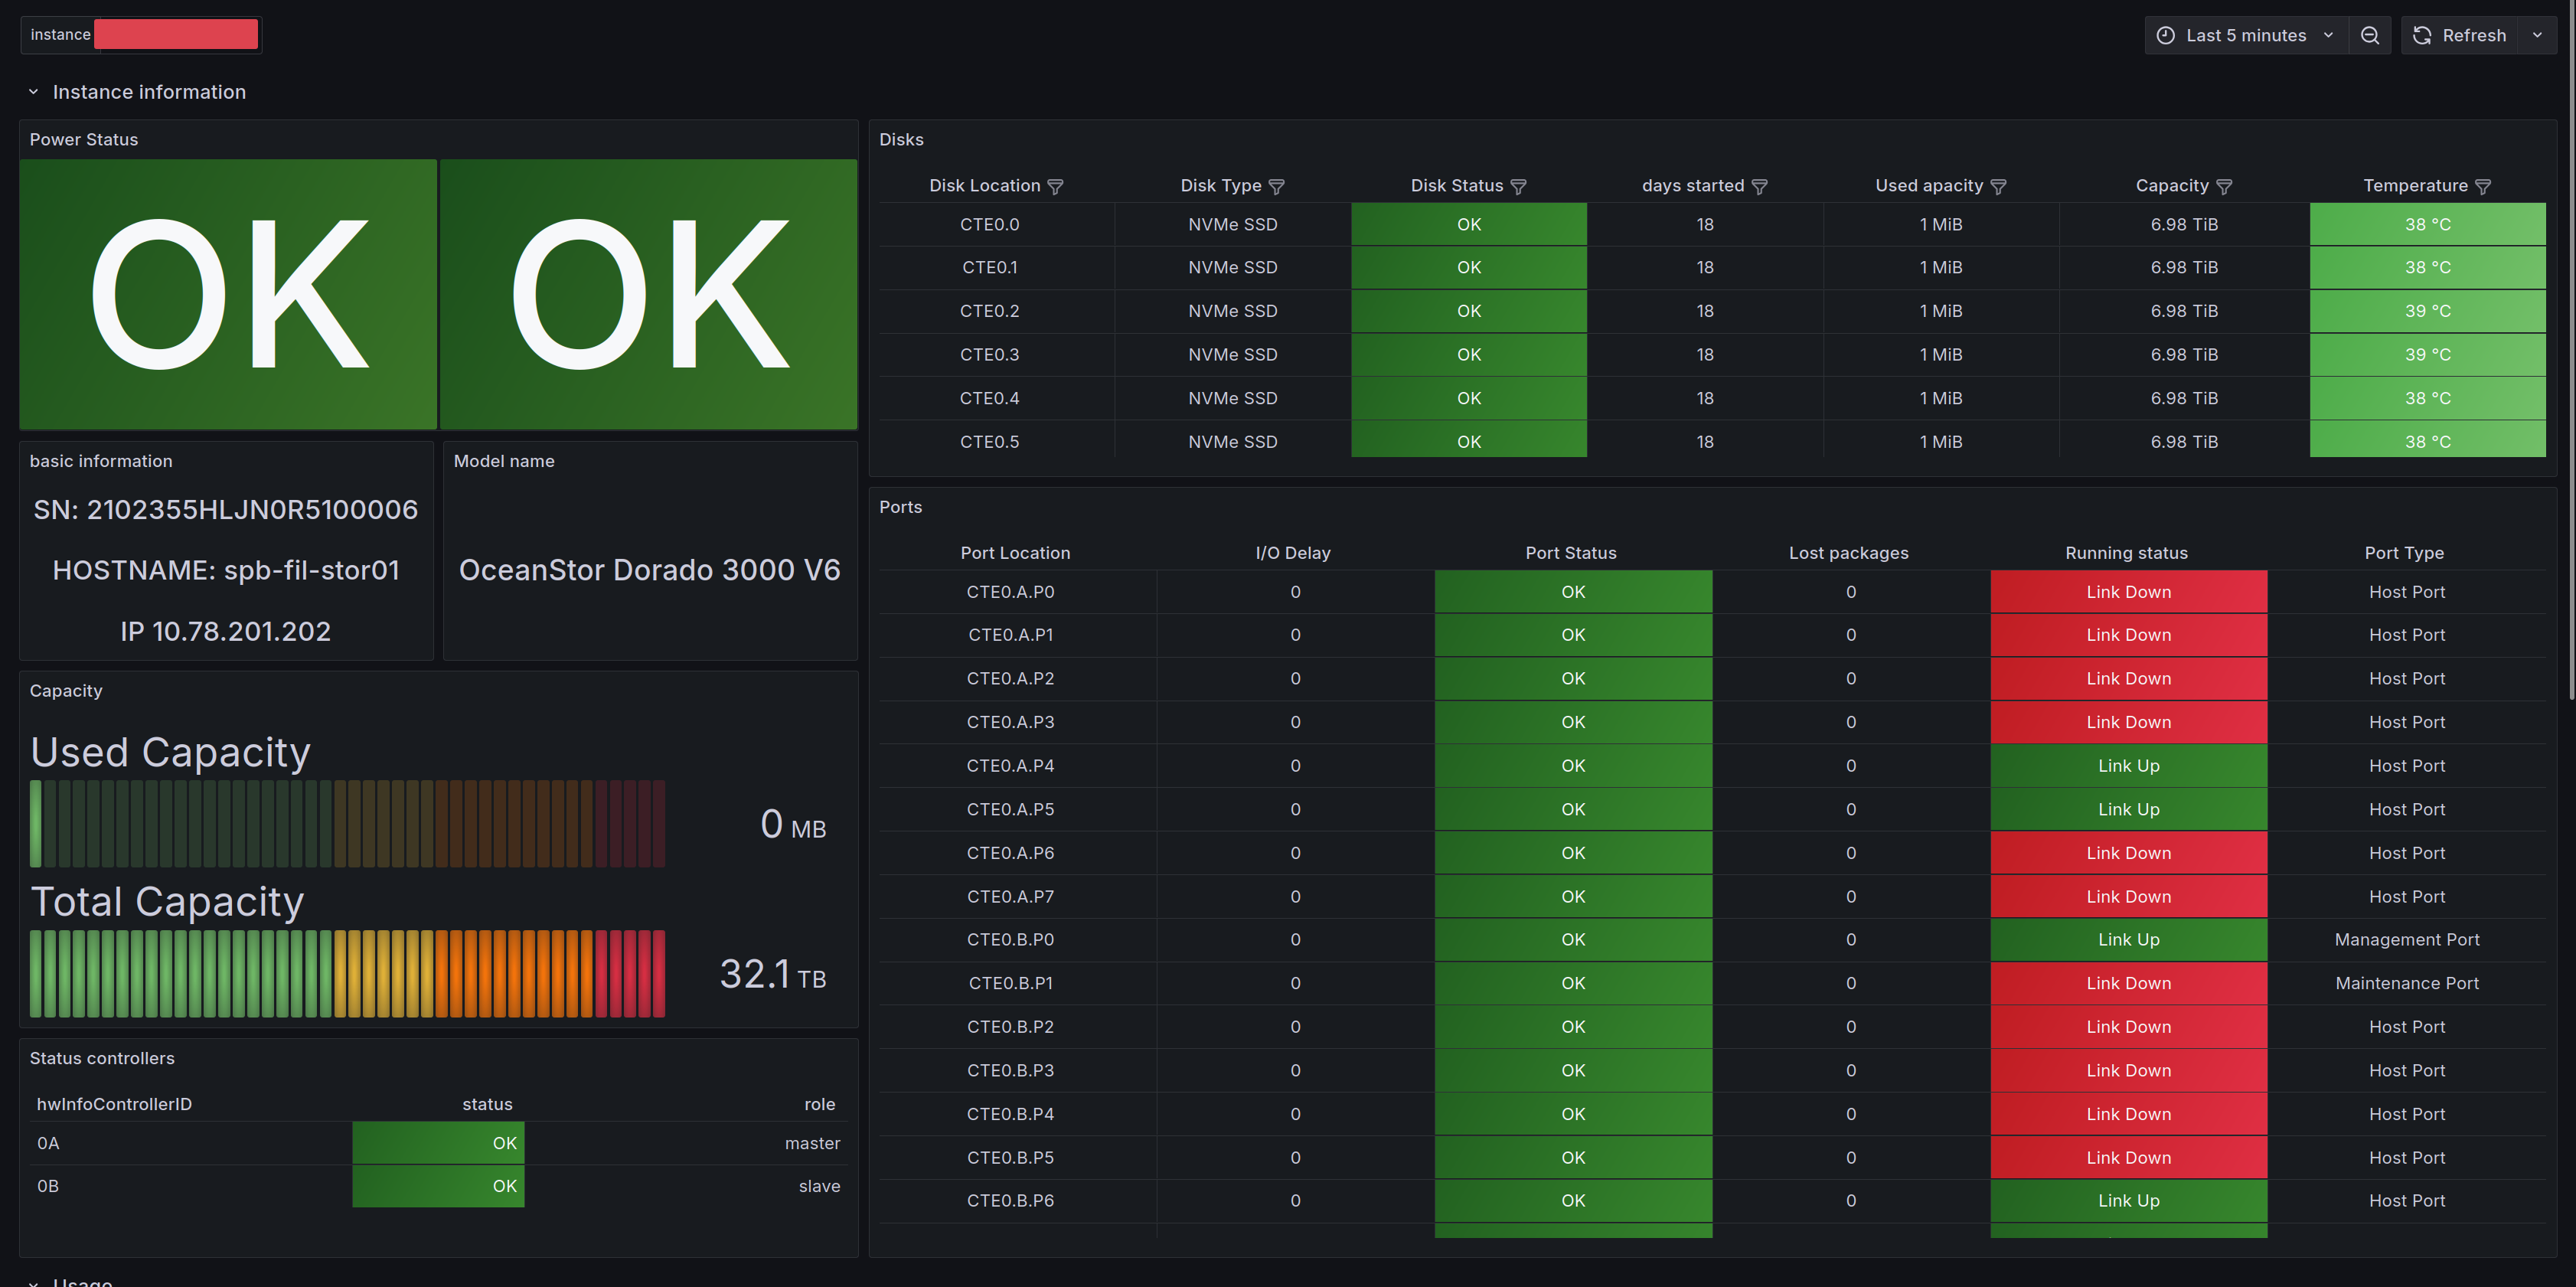 instance
Last 5 minutes
Refresh
Instance information
Power Status
OK OK
basic information
SN: 2102355HLJN0R5100006
HOSTNAME: spb-fil-stor01
IP 10.78.201.202
Model name
OceanStor Dorado 3000 V6
Capacity
Used Capacity
0 MB
Total Capacity
32.1 TB
Status controllers
hwInfoControllerID status role
0A OK master
0B OK slave
Disks
Disk Location Disk Type Disk Status days started Used apacity Capacity Temperature
CTE0.0 NVMe SSD OK 18 1 MiB 6.98 TiB 38 °C
CTE0.1 NVMe SSD OK 18 1 MiB 6.98 TiB 38 °C
CTE0.2 NVMe SSD OK 18 1 MiB 6.98 TiB 39 °C
CTE0.3 NVMe SSD OK 18 1 MiB 6.98 TiB 39 °C
CTE0.4 NVMe SSD OK 18 1 MiB 6.98 TiB 38 °C
CTE0.5 NVMe SSD OK 18 1 MiB 6.98 TiB 38 °C
Ports
Port Location I/O Delay Port Status Lost packages Running status Port Type
CTE0.A.P0 0 OK 0 Link Down Host Port
CTE0.A.P1 0 OK 0 Link Down Host Port
CTE0.A.P2 0 OK 0 Link Down Host Port
CTE0.A.P3 0 OK 0 Link Down Host Port
CTE0.A.P4 0 OK 0 Link Up Host Port
CTE0.A.P5 0 OK 0 Link Up Host Port
CTE0.A.P6 0 OK 0 Link Down Host Port
CTE0.A.P7 0 OK 0 Link Down Host Port
CTE0.B.P0 0 OK 0 Link Up Management Port
CTE0.B.P1 0 OK 0 Link Down Maintenance Port
CTE0.B.P2 0 OK 0 Link Down Host Port
CTE0.B.P3 0 OK 0 Link Down Host Port
CTE0.B.P4 0 OK 0 Link Down Host Port
CTE0.B.P5 0 OK 0 Link Down Host Port
CTE0.B.P6 0 OK 0 Link Up Host Port
Usage